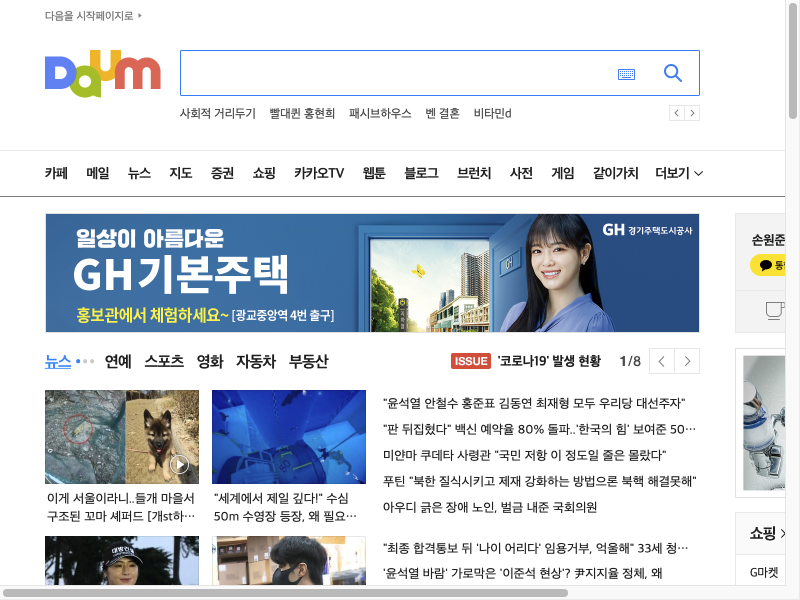 다음을 시작페이지로
Daum
사회적 거리두기 빨대퀸 홍현희 패시브하우스 벤 결혼 비타민d
카페 메일 뉴스 지도 증권 쇼핑 카카오TV 웹툰 블로그 브런치 사전 게임 같이가치 더보기
일상이 아름다운
GH기본주택
홍보관에서 체험하세요~ [광교중앙역 4번 출구]
GH 경기주택도시공사
GH
손원준
뉴스 연예 스포츠 영화 자동차 부동산
ISSUE '코로나19' 발생 현황 1/8
이게 서울이라니..들개 마을서
구조된 꼬마 셰퍼드 [개st하…
"세계에서 제일 깊다!" 수심
50m 수영장 등장, 왜 필요…
"윤석열 안철수 홍준표 김동연 최재형 모두 우리당 대선주자"
"판 뒤집혔다" 백신 예약율 80% 돌파..'한국의 힘' 보여준 50…
미얀마 쿠데타 사령관 "국민 저항 이 정도일 줄은 몰랐다"
푸틴 "북한 질식시키고 제재 강화하는 방법으론 북핵 해결못해"
아우디 긁은 장애 노인, 벌금 내준 국회의원
"최종 합격통보 뒤 '나이 어리다' 임용거부, 억울해" 33세 청…
'윤석열 바람' 가로막은 '이준석 현상'? 尹지지율 정체, 왜
쇼핑
G마켓